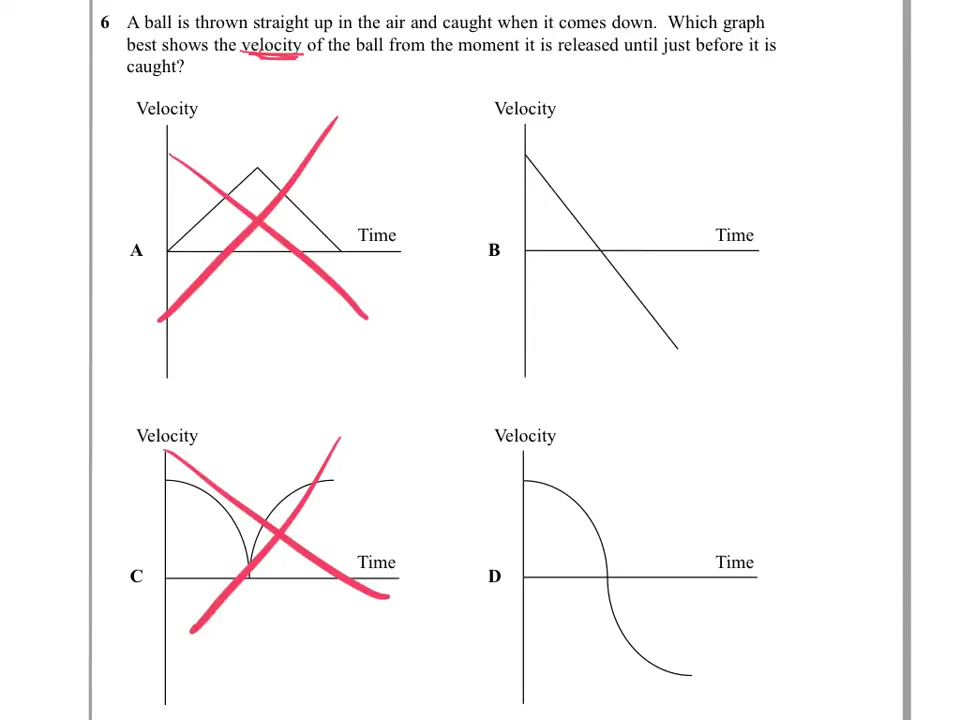 6 A ball is thrown straight up in the air and caught when it comes down. Which graph
best shows the velocity of the ball from the moment it is released until just before it is
caught?
Velocity
Velocity
Time
Time
A
B
Velocity
Velocity
Time
Time
C
D